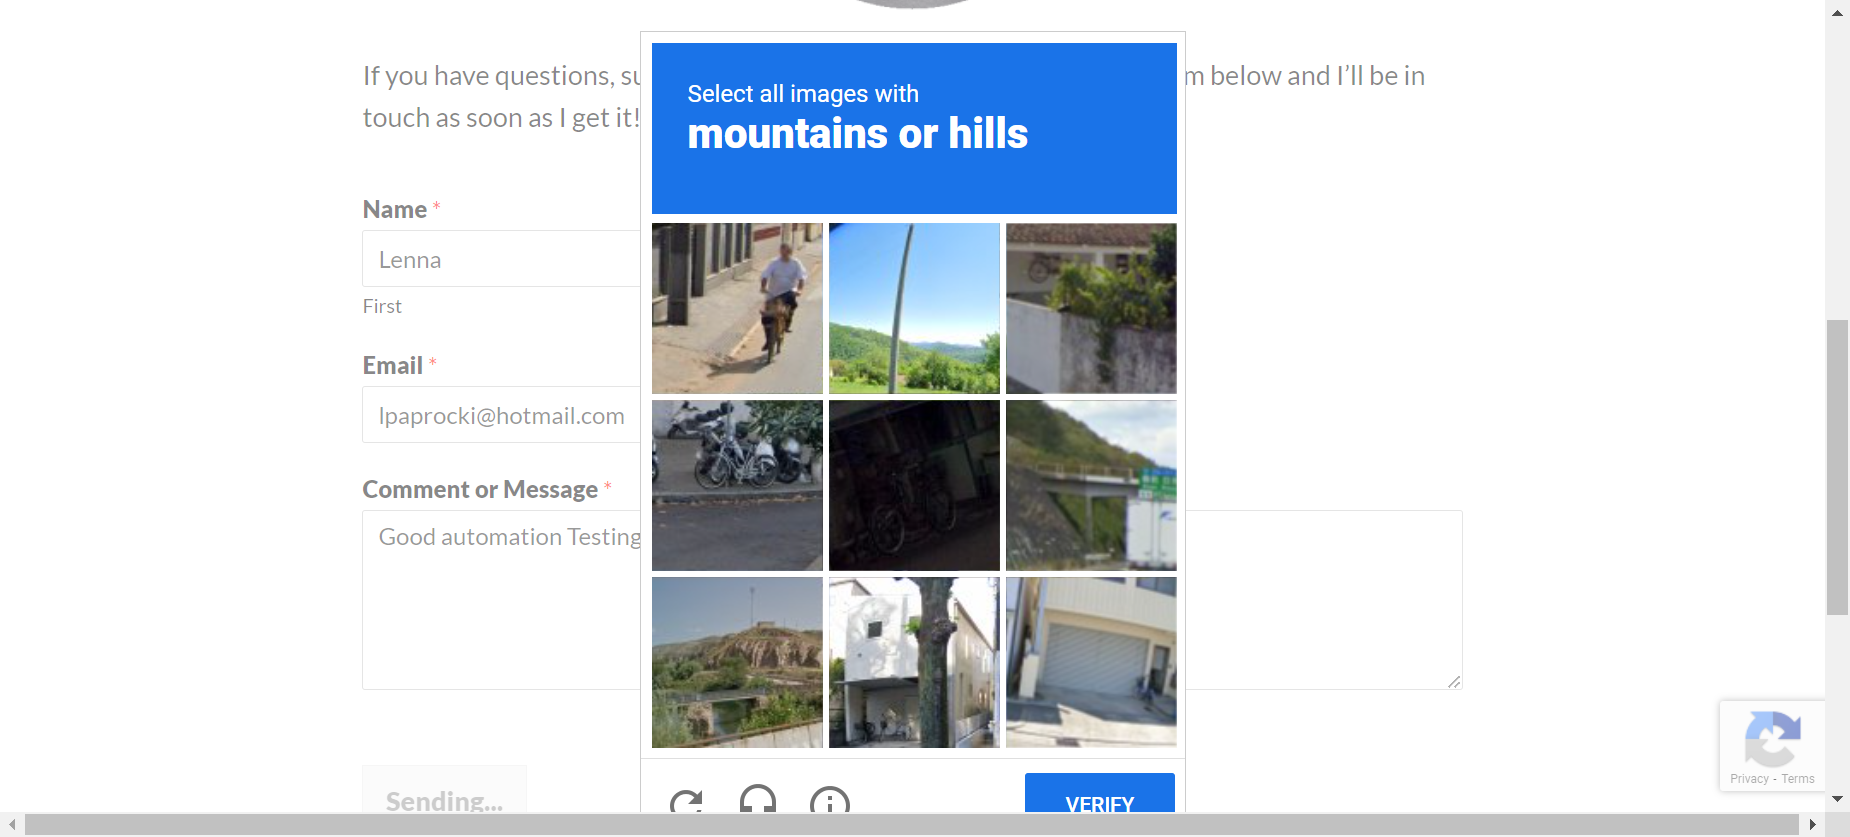 If you have questions, su
m below and I'll be in
touch as soon as I get it!
Select all images with
mountains or hills
Name *
Lenna
First
Email *
lpaprocki@hotmail.com
Comment or Message *
Good automation Testing
Sending...
VERIFY
Privacy - Terms